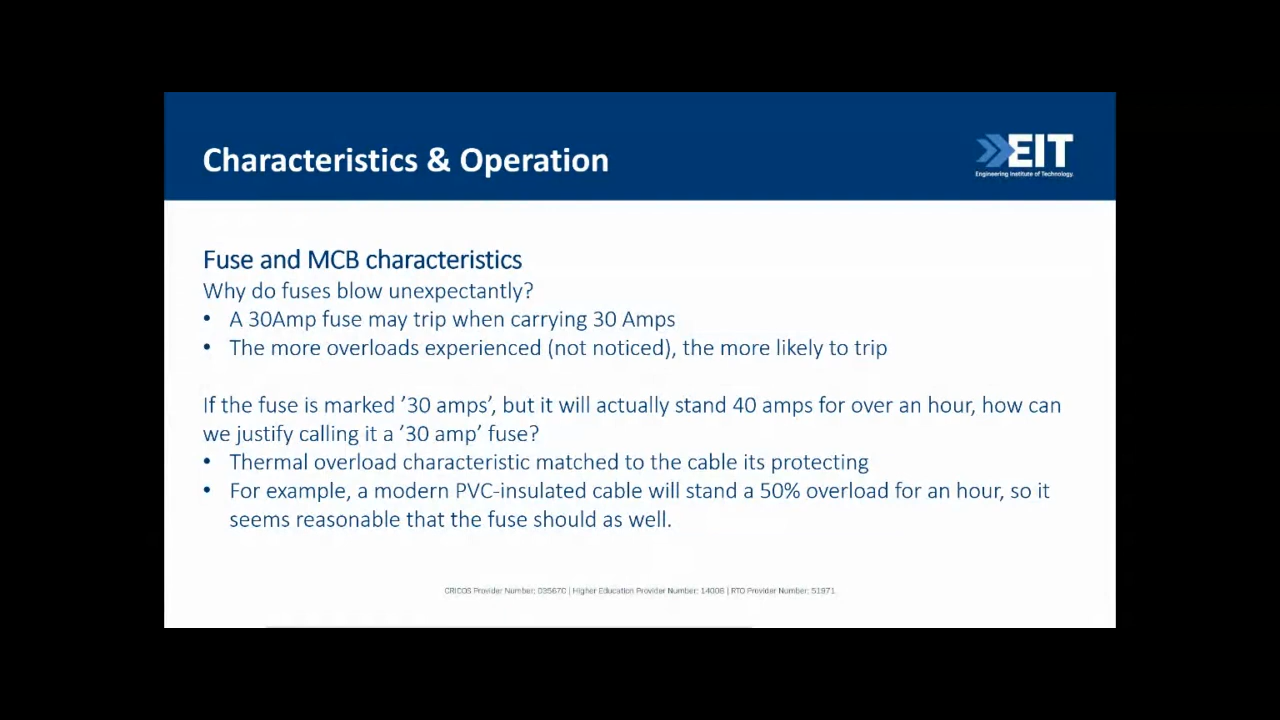 Characteristics & Operation
EIT
Engineering Institute of Technology
Fuse and MCB characteristics
Why do fuses blow unexpectantly?
• A 30Amp fuse may trip when carrying 30 Amps
• The more overloads experienced (not noticed), the more likely to trip
If the fuse is marked ’30 amps’, but it will actually stand 40 amps for over an hour, how can
we justify calling it a ’30 amp’ fuse?
• Thermal overload characteristic matched to the cable its protecting
• For example, a modern PVC-insulated cable will stand a 50% overload for an hour, so it
seems reasonable that the fuse should as well.
CRICOS Provider Number: 03567C | Higher Education Provider Number: 14008 | RTO Provider Number: 51971